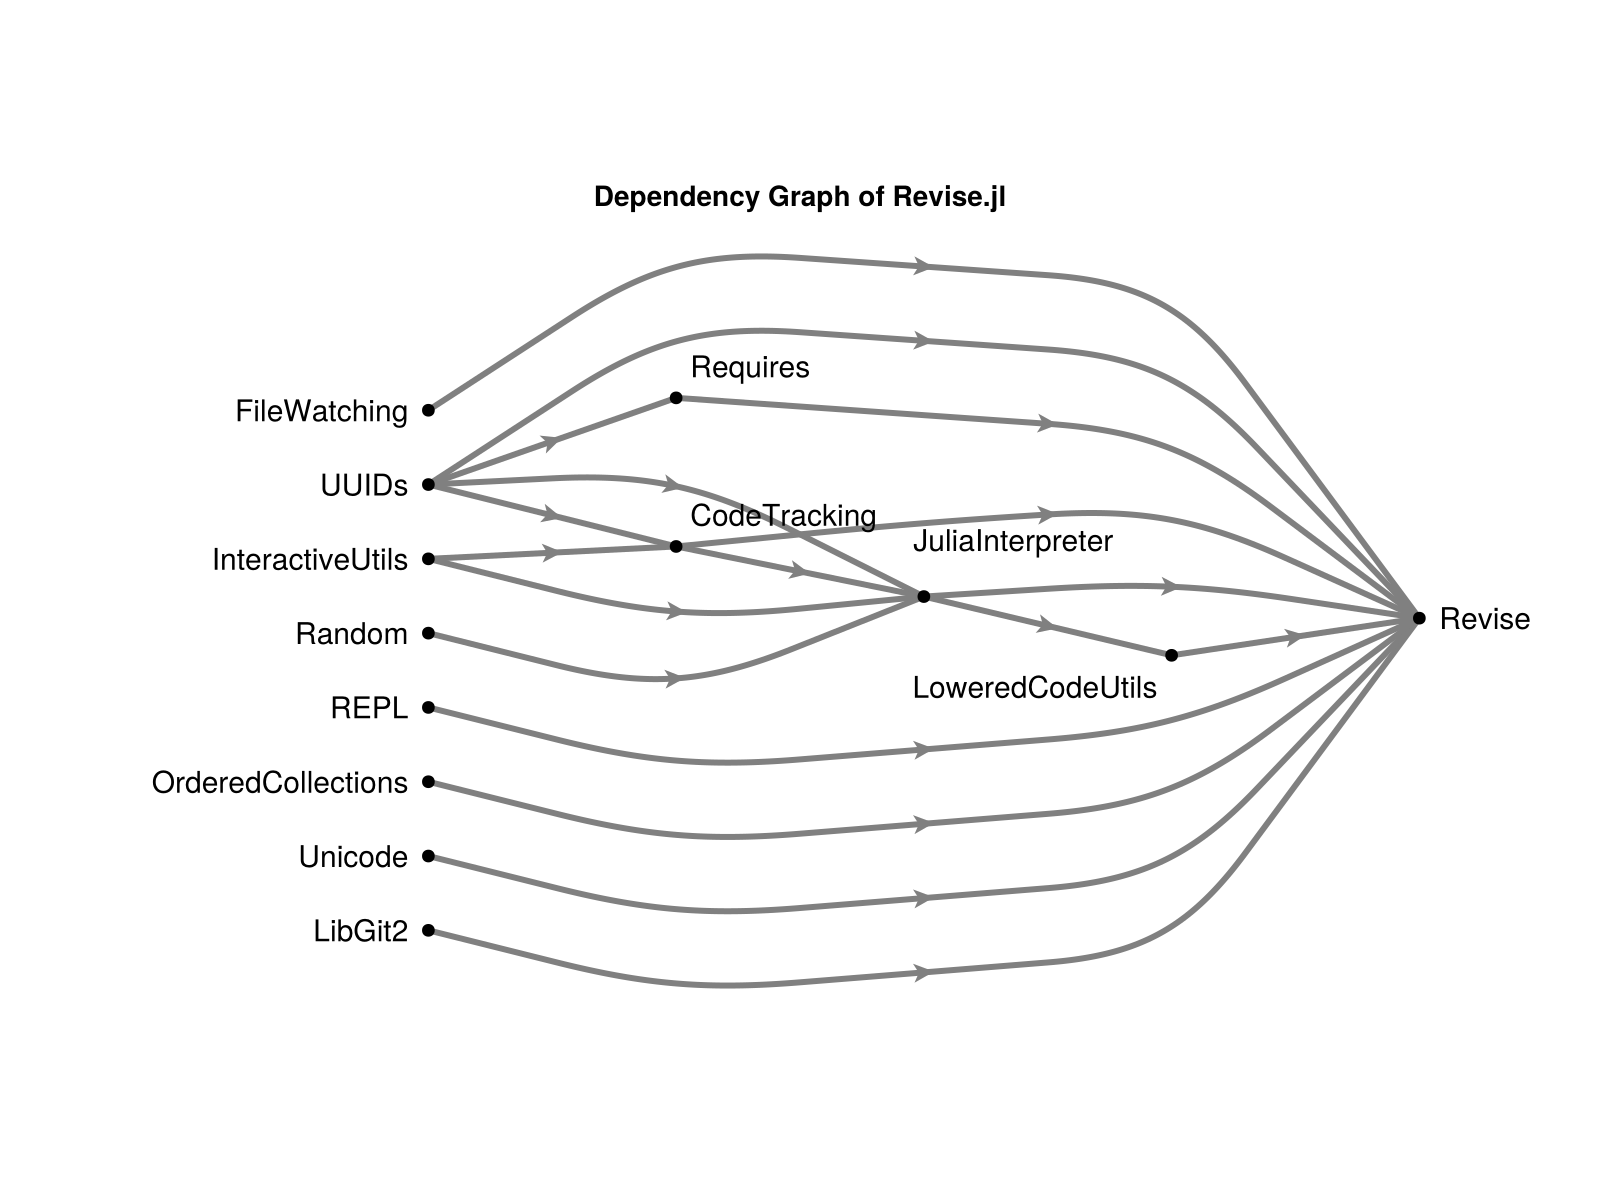 Dependency Graph of Revise.jl
Requires
FileWatching
UUIDs
CodeTracking
JuliaInterpreter
InteractiveUtils
Revise
Random
LoweredCodeUtils
REPL
OrderedCollections
Unicode
LibGit2